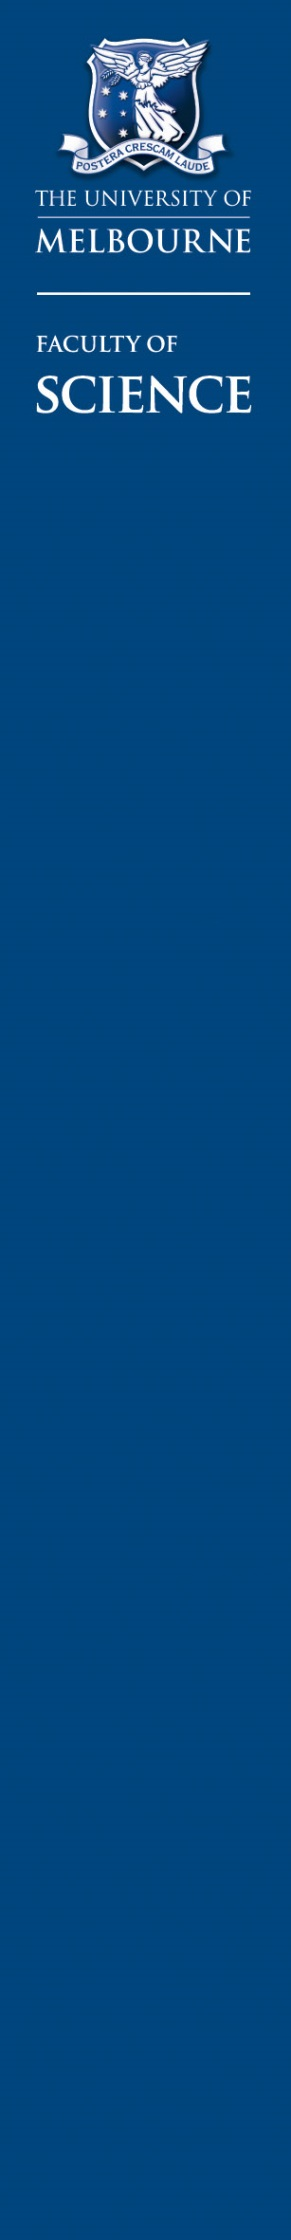 POSTERA CRESCAM LAUDE
THE UNIVERSITY OF
MELBOURNE
FACULTY OF
SCIENCE